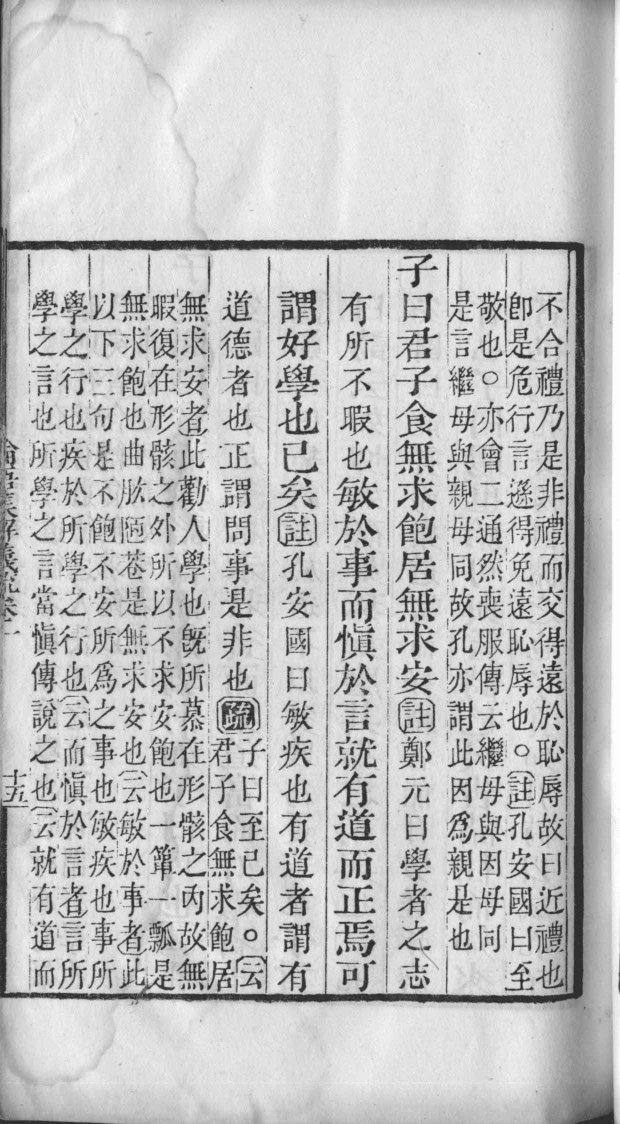 不合禮乃是非禮而交得遠於恥辱故曰近禮也
卽是危行言遜得免遠恥辱也○註孔安國曰至
敬也○亦會二通然喪服傳云繼母與因母同
是言繼母與親母同故孔亦謂此因爲親是也
子曰君子食無求飽居無求安註鄭元曰學者之志
有所不暇也敏於事而愼於言就有道而正焉可
謂好學也已矣註孔安國曰敏疾也有道者謂有
道德者也正謂問事是非也疏
子曰至已矣○云
君子食無求飽居
無求安者此勸人學也旣所慕在形骸之內故無
暇復在形骸之外所以不求安飽也一簞一瓢是
無求飽也曲肱陋巷是無求安也云敏於事者此
以下三句是不飽不安所爲之事也敏疾也事所
學之行也疾於所學之行也云而愼於言者言所
學之言也所學之言當愼傳說之也云就有道而
十五